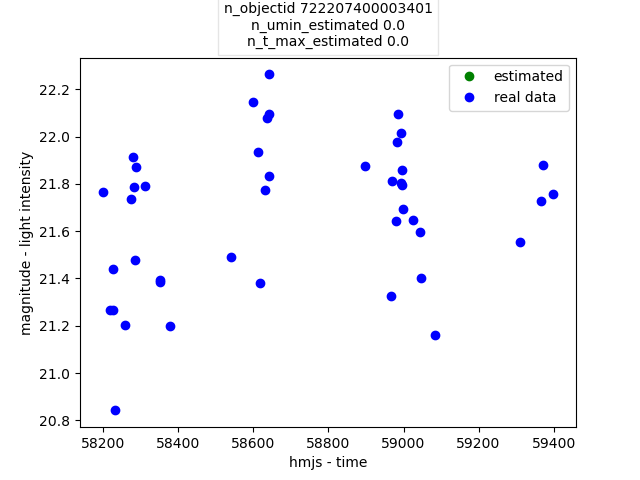 n_objectid 722207400003401
n_umin_estimated 0.0
n_t_max_estimated 0.0
estimated
real data
magnitude - light intensity
22.2
22.0
21.8
21.6
21.4
21.2
21.0
20.8
58200 58400 58600 58800 59000 59200 59400
hmjs - time